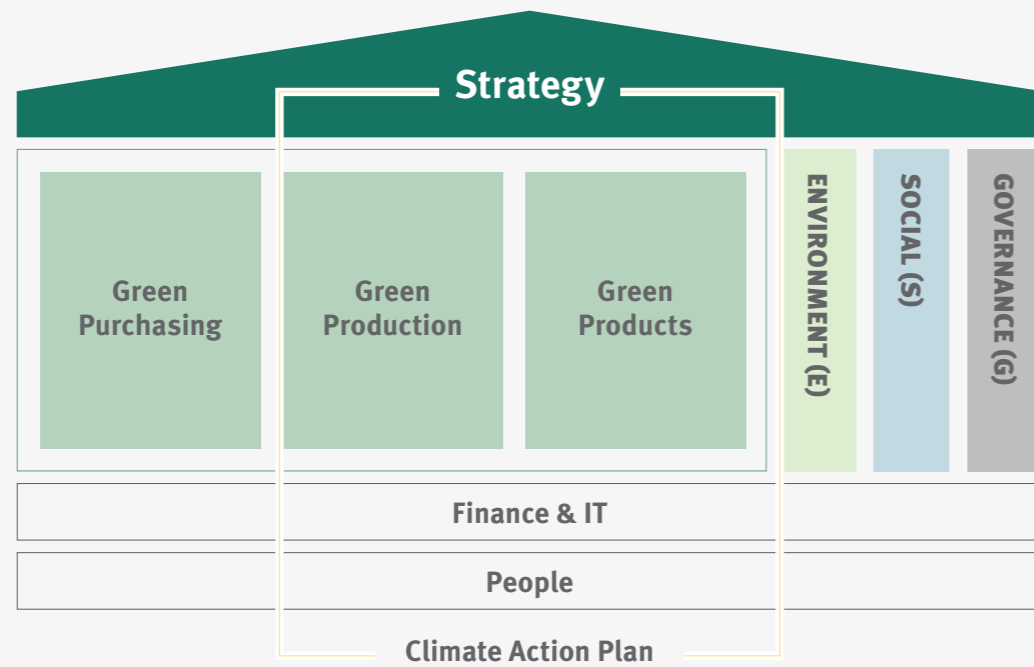 Strategy
Green
Purchasing
Green
Production
Green
Products
ENVIRONMENT (E)
SOCIAL (S)
GOVERNANCE (G)
Finance & IT
People
Climate Action Plan